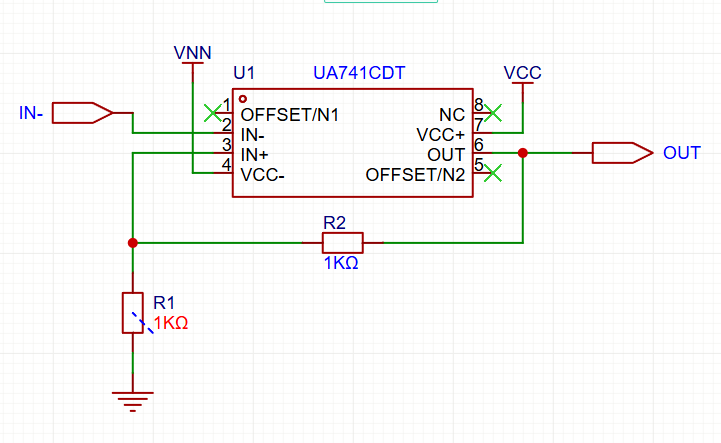 VNN
U1
UA741CDT
VCC
IN-
1
OFFSET/N1
NC
8
2
IN-
VCC+
7
3
IN+
OUT
6
OUT
4
VCC-
OFFSET/N2
5
R2
1KΩ
R1
1KΩ